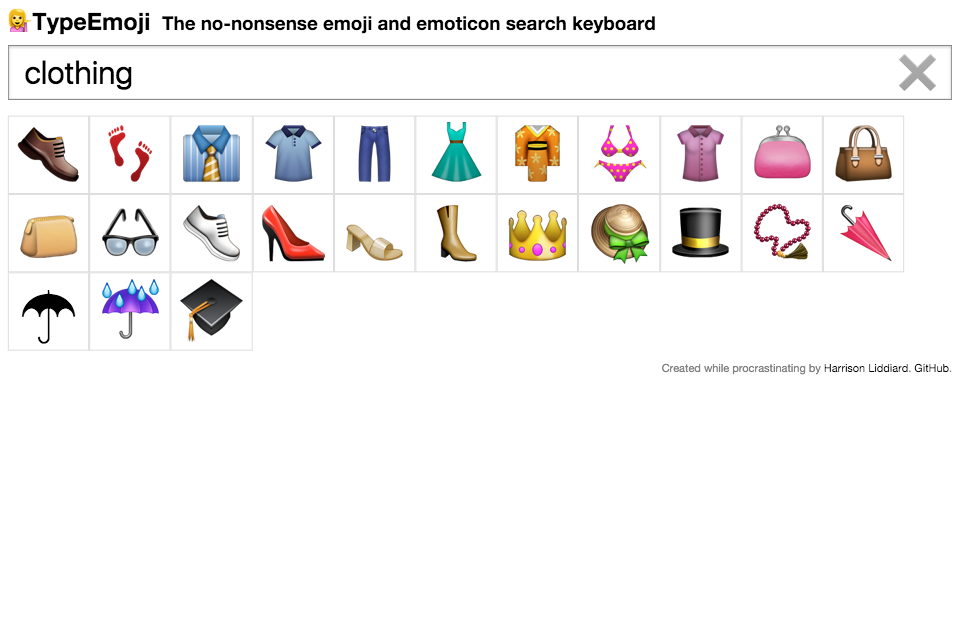 TypeEmoji The no-nonsense emoji and emoticon search keyboard
clothing
Created while procrastinating by Harrison Liddiard. GitHub.